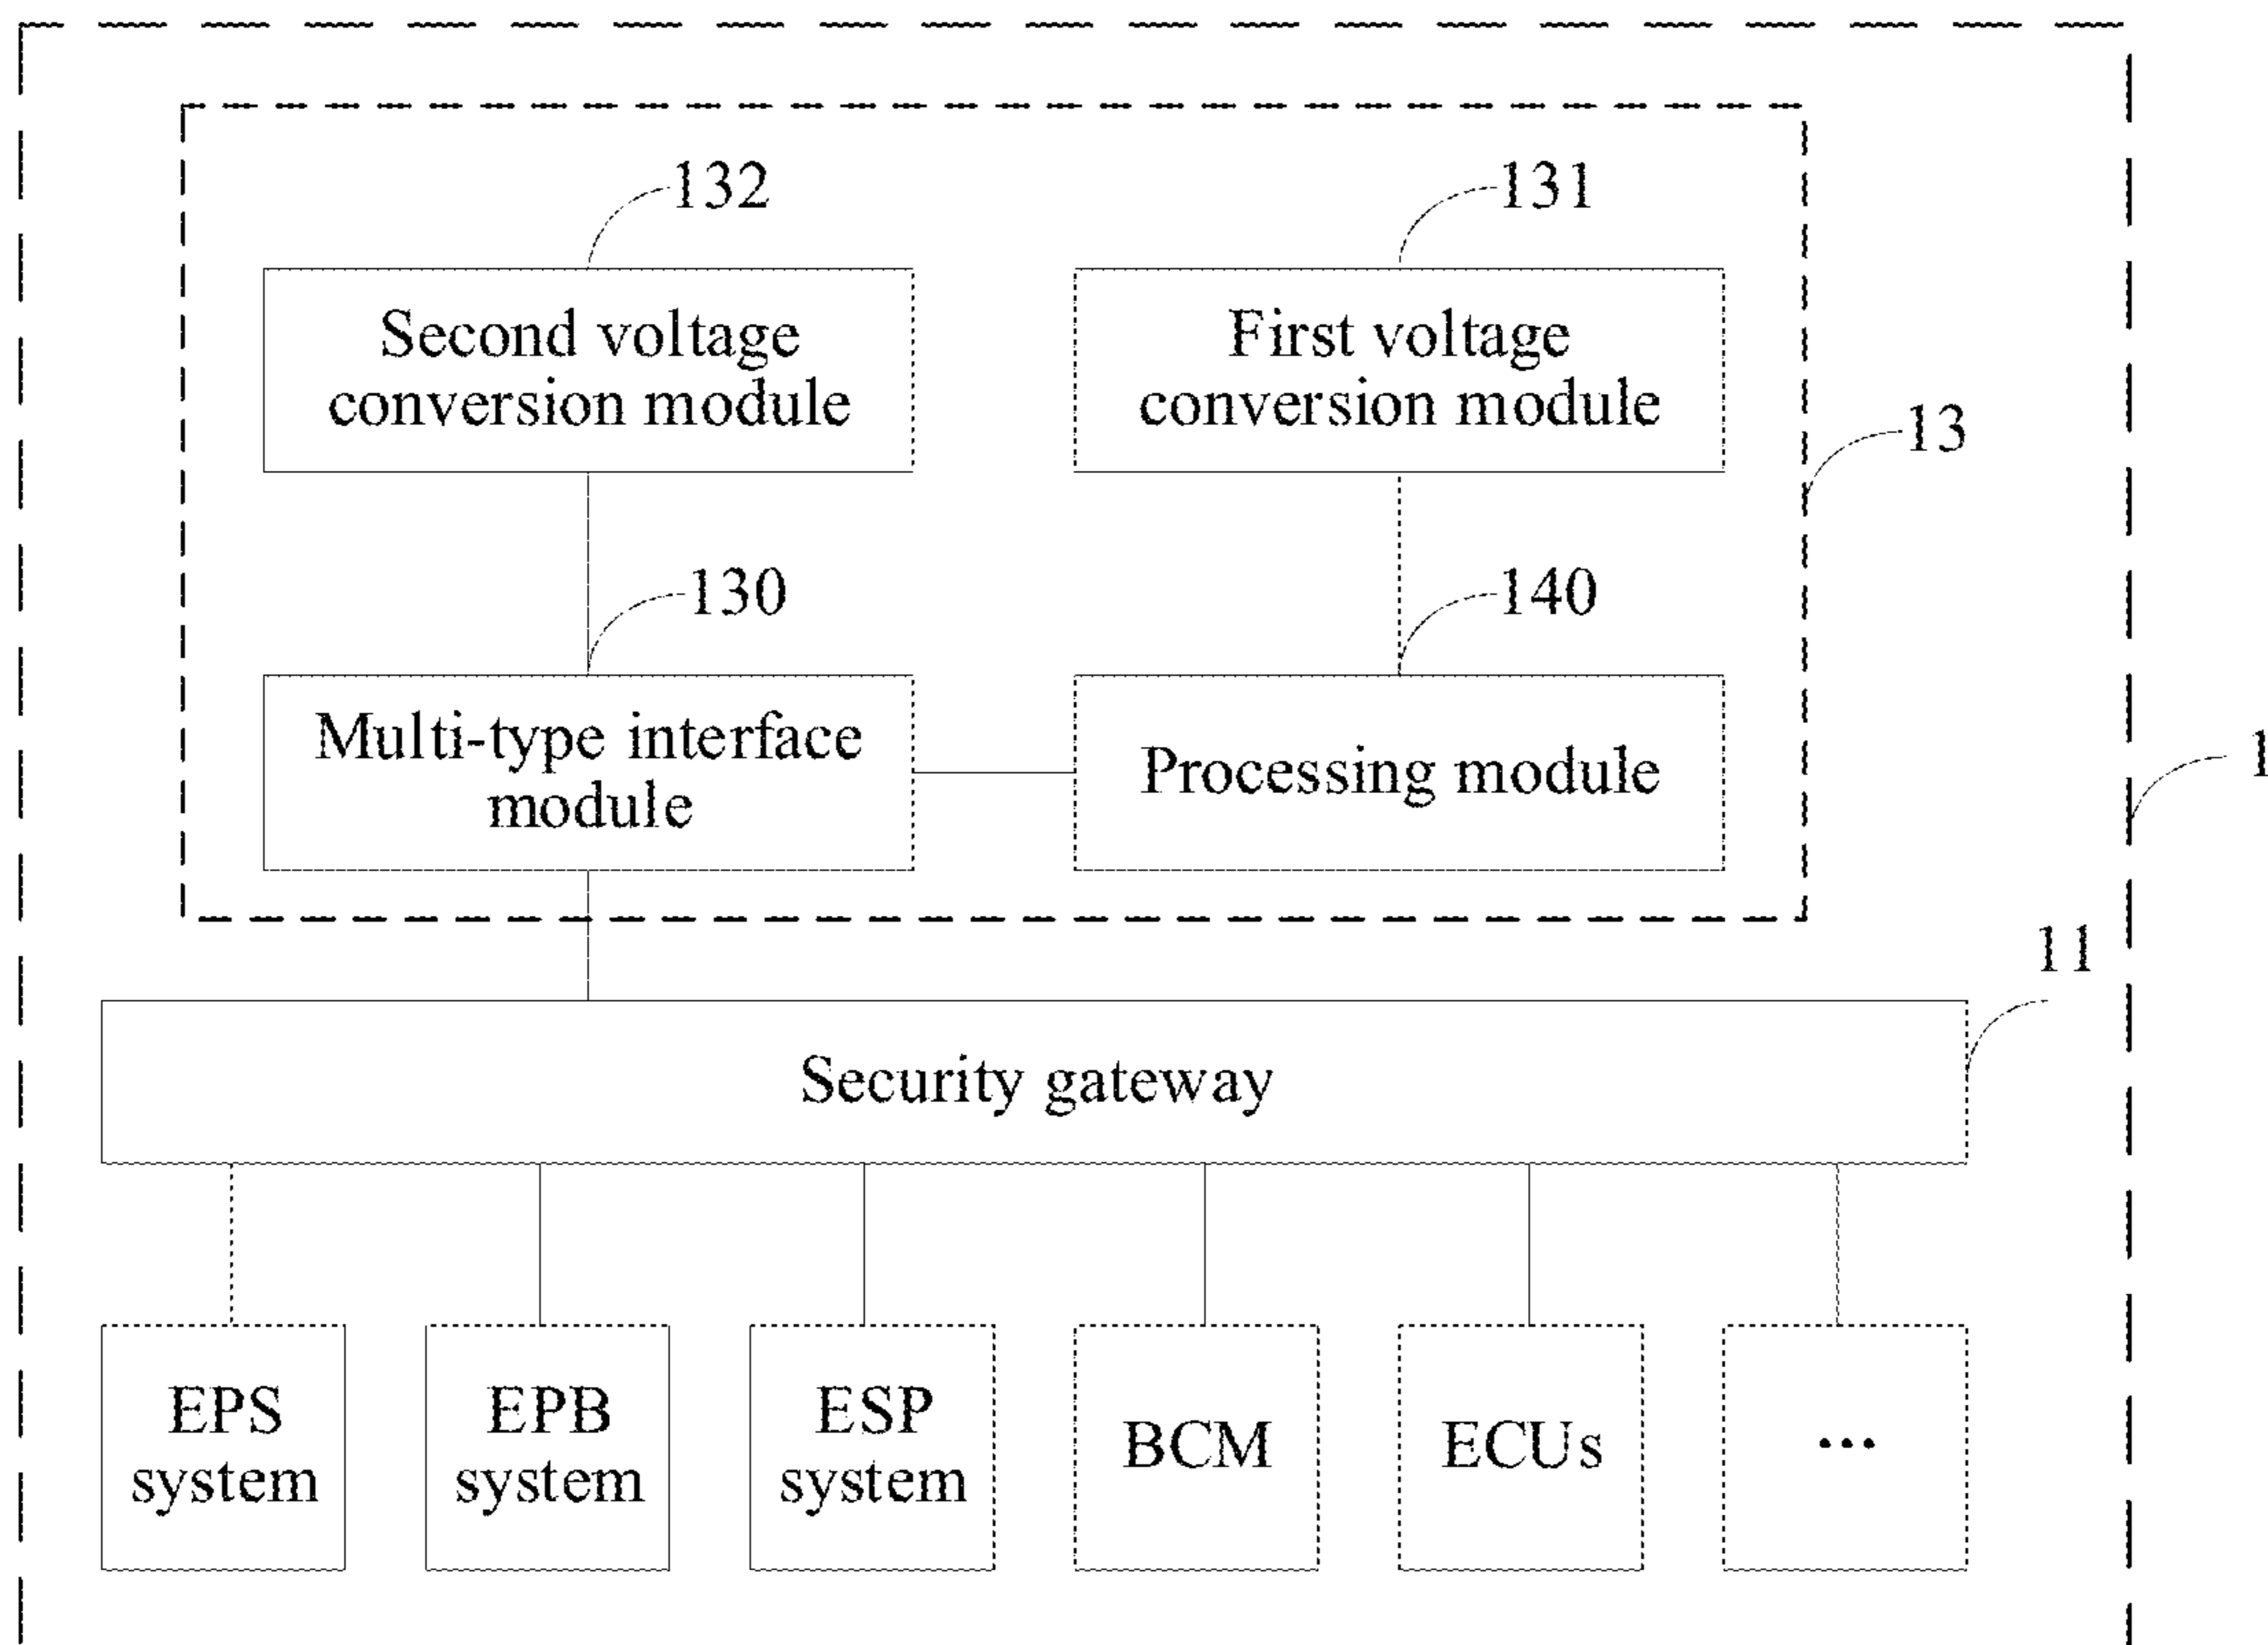 132
131
Second voltage
conversion module
First voltage
conversion module
13
130
140
Multi-type interface
module
Processing module
1
11
Security gateway
EPS
system
EPB
system
ESP
system
BCM
ECUs
...